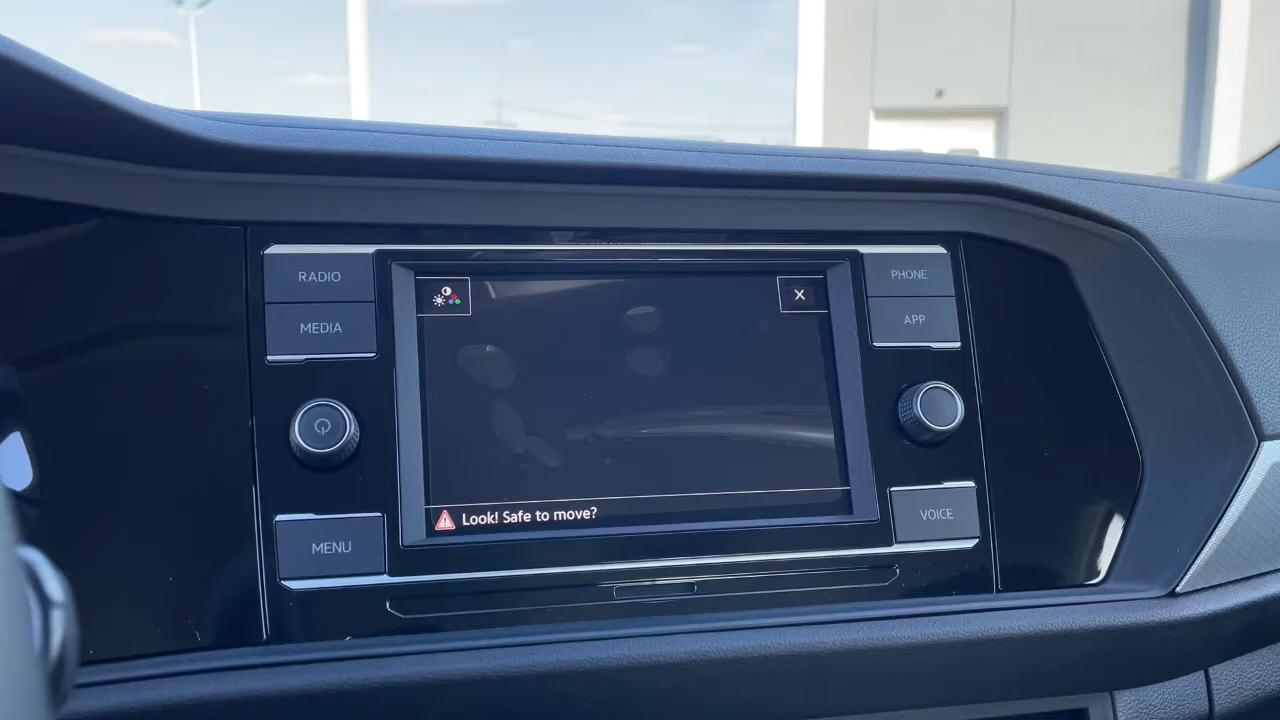 RADIO
MEDIA
MENU
PHONE
APP
VOICE
X
Look! Safe to move?